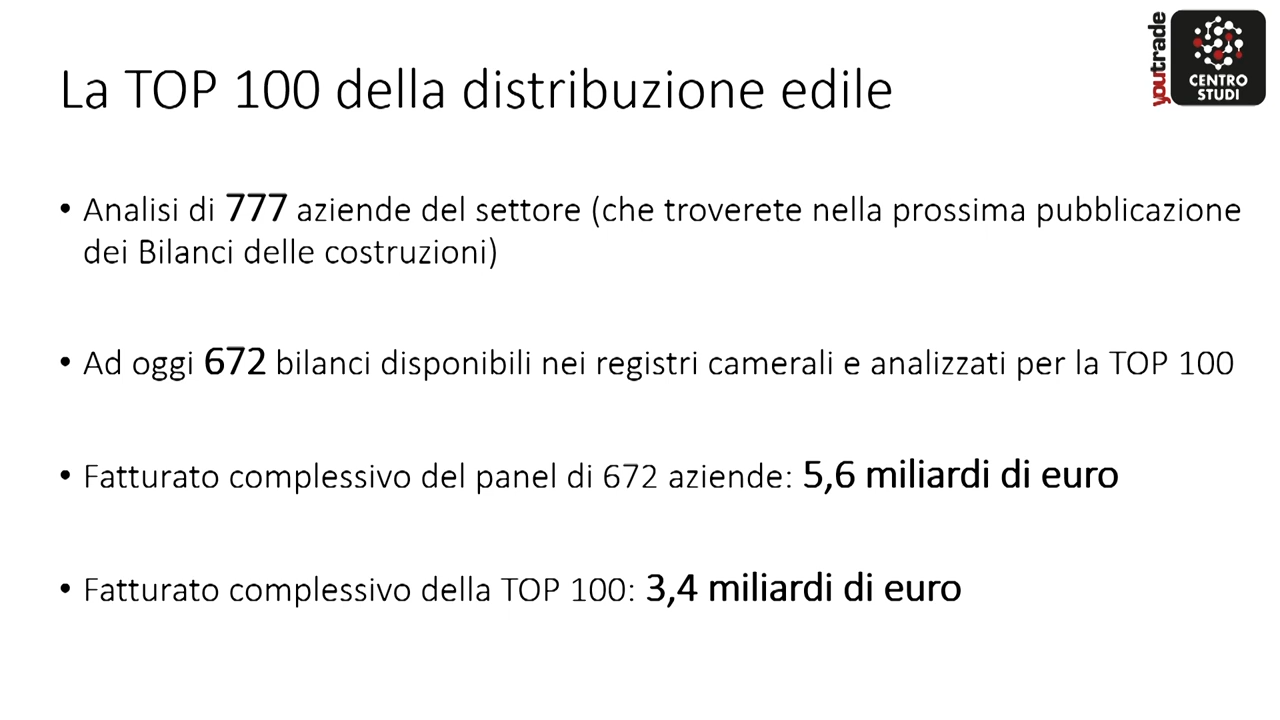 La TOP 100 della distribuzione edile
youtrade
CENTRO
STUDI
• Analisi di 777 aziende del settore (che troverete nella prossima pubblicazione
dei Bilanci delle costruzioni)
• Ad oggi 672 bilanci disponibili nei registri camerali e analizzati per la TOP 100
• Fatturato complessivo del panel di 672 aziende: 5,6 miliardi di euro
• Fatturato complessivo della TOP 100: 3,4 miliardi di euro